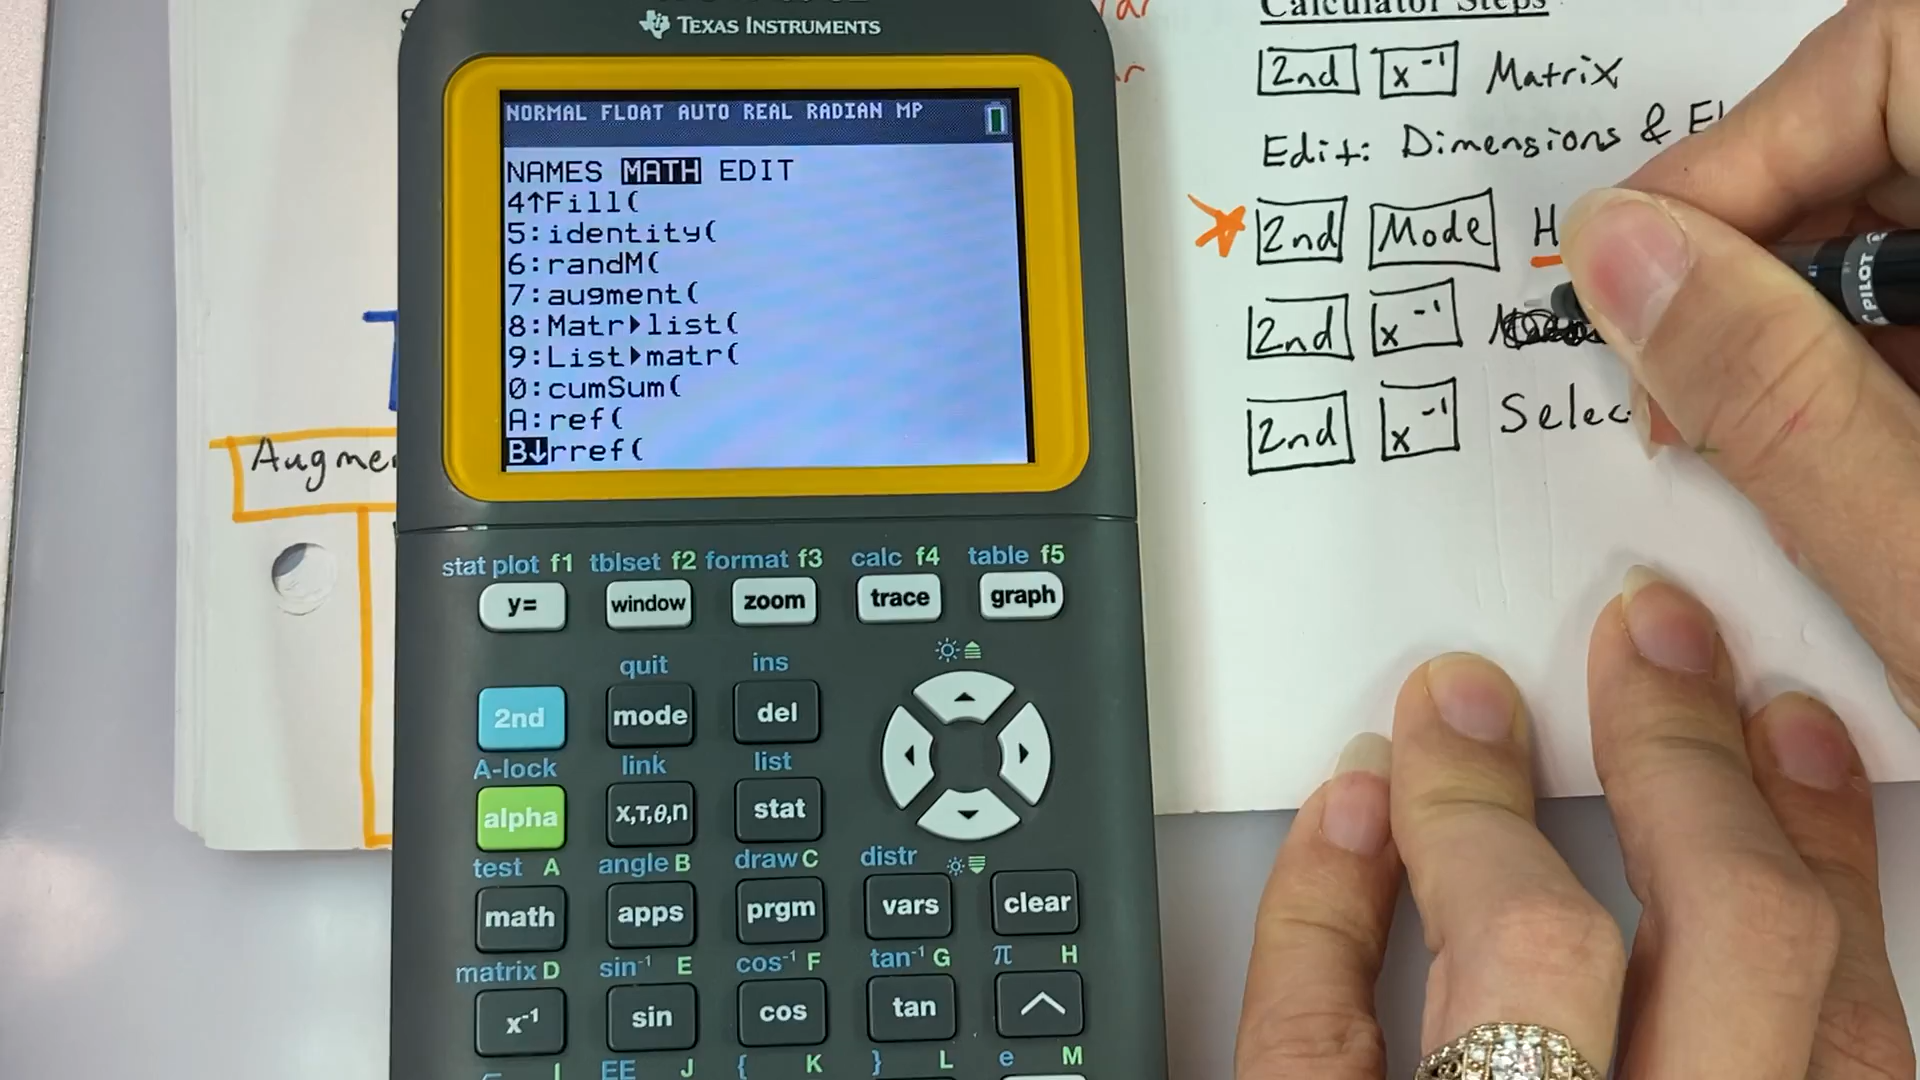 TEXAS INSTRUMENTS
NORMAL FLOAT AUTO REAL RADIAN MP
NAMES MATH EDIT
4↑Fill(
5:identity(
6:randM(
7:augment(
8:Matr▸list(
9:List▸matr(
0:cumSum(
A:ref(
B↓rref(
stat plot f1 tblset f2 format f3 calc f4 table f5
y= window zoom trace graph
quit ins
2nd mode del
A-lock link list
alpha X,T,θ,n stat
test A angle B draw C distr
math apps prgm vars clear
matrix D sin⁻¹ E cos⁻¹ F tan⁻¹ G π H
x⁻¹ sin cos tan ^
I EE J { K } L e M
Calculator Steps
2nd x⁻¹ Matrix
Edit: Dimensions & El
2nd Mode H
2nd x⁻¹ M
2nd x⁻¹ Selec
Augme
PILOT